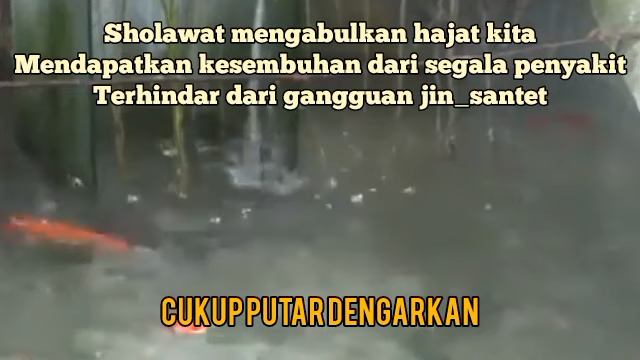 Sholawat mengabulkan hajat kita
Mendapatkan kesembuhan dari segala penyakit
Terhindar dari gangguan jin_santet
CUKUP PUTAR DENGARKAN